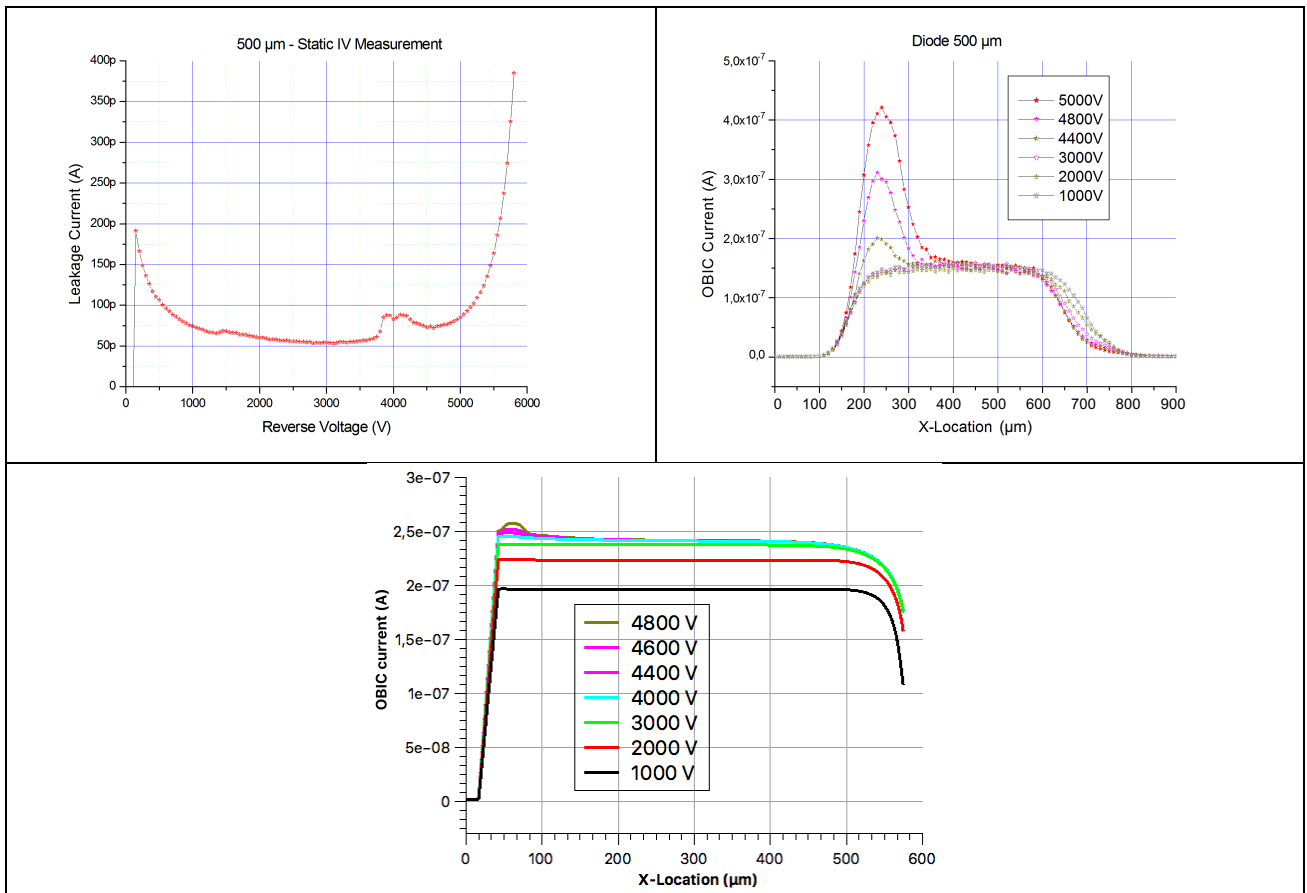 500 µm - Static IV Measurement
400p
350p
300p
250p
200p
150p
100p
50p
0
Leakage Current (A)
0 1000 2000 3000 4000 5000 6000
Reverse Voltage (V)
Diode 500 µm
5,0x10⁻⁷
4,0x10⁻⁷
3,0x10⁻⁷
2,0x10⁻⁷
1,0x10⁻⁷
0,0
OBIC Current (A)
5000V
4800V
4400V
3000V
2000V
1000V
0 100 200 300 400 500 600 700 800 900
X-Location (µm)
3e−07
2,5e−07
2e−07
1,5e−07
1e−07
5e−08
0
OBIC current (A)
4800 V
4600 V
4400 V
4000 V
3000 V
2000 V
1000 V
0 100 200 300 400 500 600
X-Location (µm)